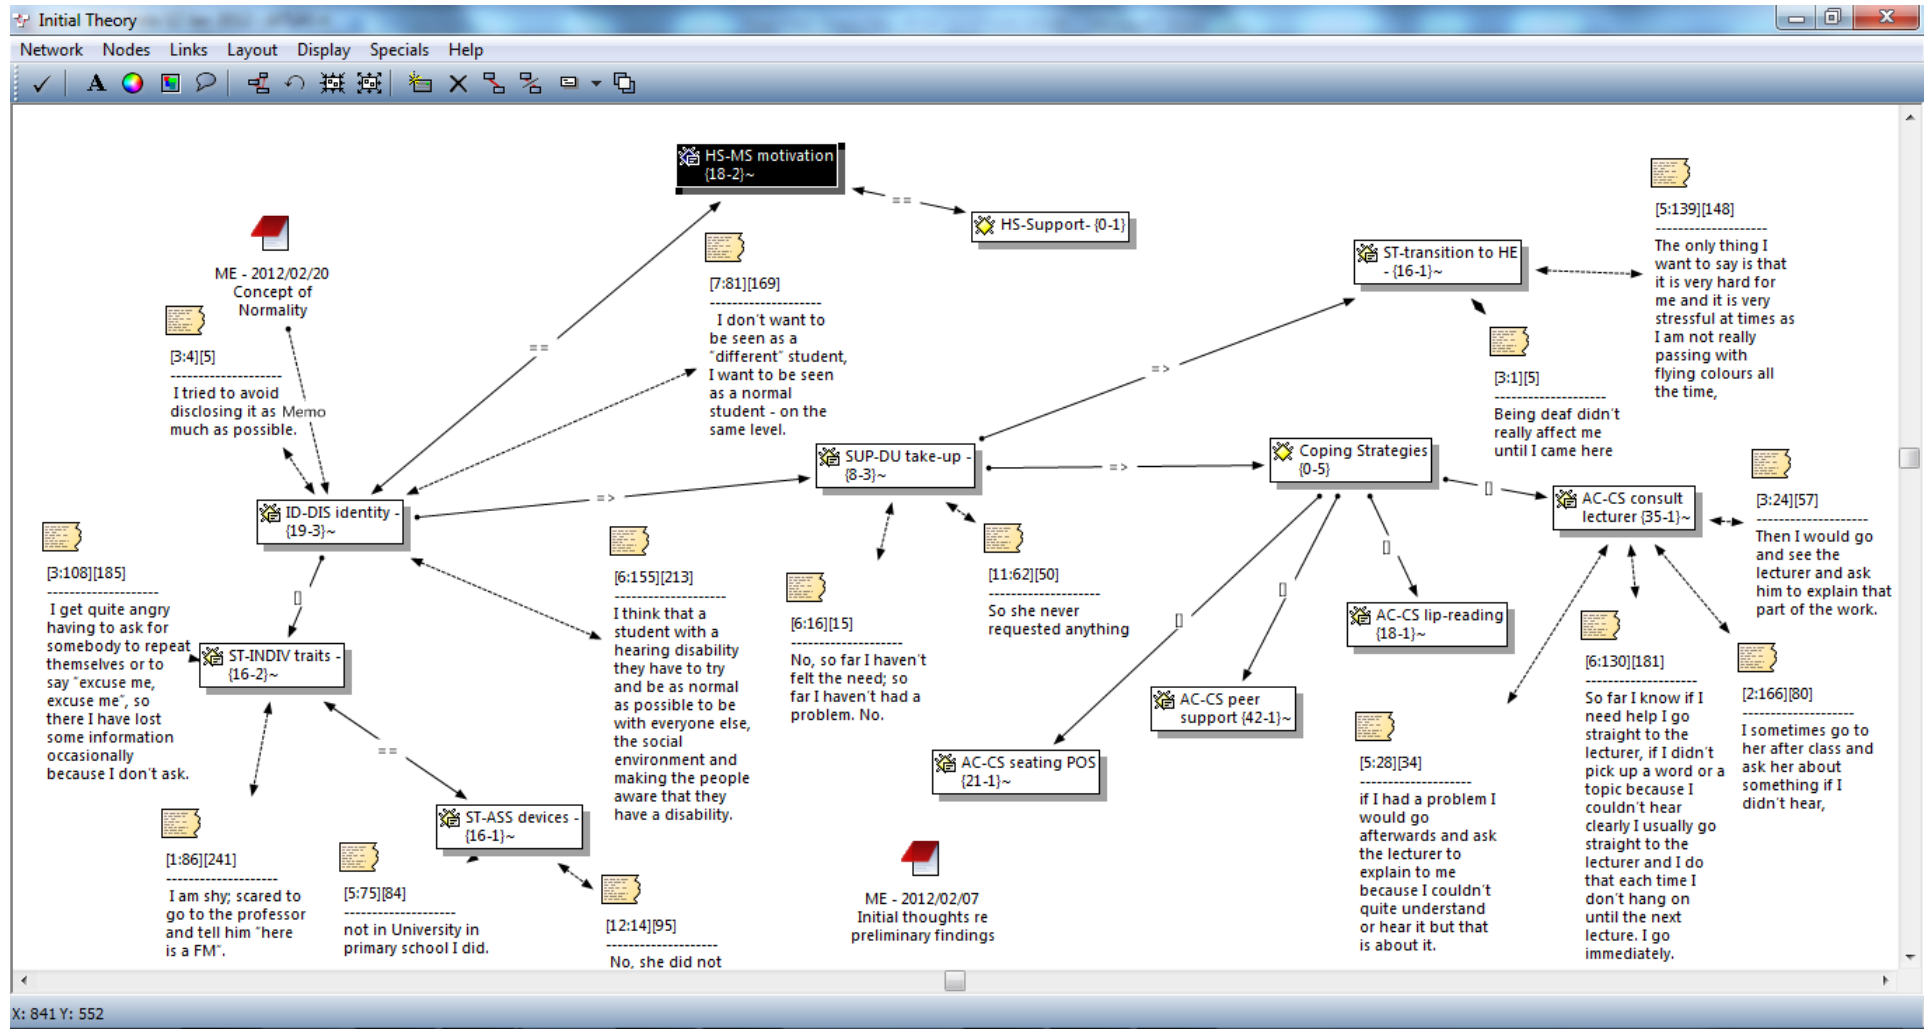 Initial Theory
Network Nodes Links Layout Display Specials Help
HS-MS motivation
{18-2}~
==
HS-Support- {0-1}
ME - 2012/02/20
Concept of
Normality
[3:4][5]
--------------------
I tried to avoid
disclosing it as
much as possible.
Memo
==
[7:81][169]
--------------------
I don't want to
be seen as a
"different" student,
I want to be seen
as a normal
student - on the
same level.
ST-transition to HE
- {16-1}~
[5:139][148]
--------------------
The only thing I
want to say is that
it is very hard for
me and it is very
stressful at times as
I am not really
passing with
flying colours all
the time,
[3:1][5]
--------------------
Being deaf didn't
really affect me
until I came here
=>
SUP-DU take-up -
{8-3}~
=>
Coping Strategies
{0-5}
[]
AC-CS consult
lecturer {35-1}~
[3:24][57]
--------------------
Then I would go
and see the
lecturer and ask
him to explain that
part of the work.
ID-DIS identity -
{19-3}~
=>
[3:108][185]
--------------------
I get quite angry
having to ask for
somebody to repeat
themselves or to
say "excuse me,
excuse me", so
there I have lost
some information
occasionally
because I don't ask.
[]
ST-INDIV traits -
{16-2}~
[6:155][213]
--------------------
I think that a
student with a
hearing disability
they have to try
and be as normal
as possible to be
with everyone else,
the social
environment and
making the people
aware that they
have a disability.
[6:16][15]
--------------------
No, so far I haven't
felt the need; so
far I haven't had a
problem. No.
[11:62][50]
--------------------
So she never
requested anything
[]
[]
[]
AC-CS lip-reading
{18-1}~
AC-CS peer
support {42-1}~
AC-CS seating POS
{21-1}~
[6:130][181]
--------------------
So far I know if I
need help I go
straight to the
lecturer, if I didn't
pick up a word or a
topic because I
couldn't hear
clearly I usually go
straight to the
lecturer and I do
that each time I
don't hang on
until the next
lecture. I go
immediately.
[2:166][80]
--------------------
I sometimes go to
her after class and
ask her about
something if I
didn't hear,
[5:28][34]
--------------------
if I had a problem I
would go
afterwards and ask
the lecturer to
explain to me
because I couldn't
quite understand
or hear it but that
is about it.
==
ST-ASS devices -
{16-1}~
[1:86][241]
--------------------
I am shy; scared to
go to the professor
and tell him "here
is a FM".
[5:75][84]
--------------------
not in University in
primary school I did.
[12:14][95]
--------------------
No, she did not
ME - 2012/02/07
Initial thoughts re
preliminary findings
X: 841 Y: 552